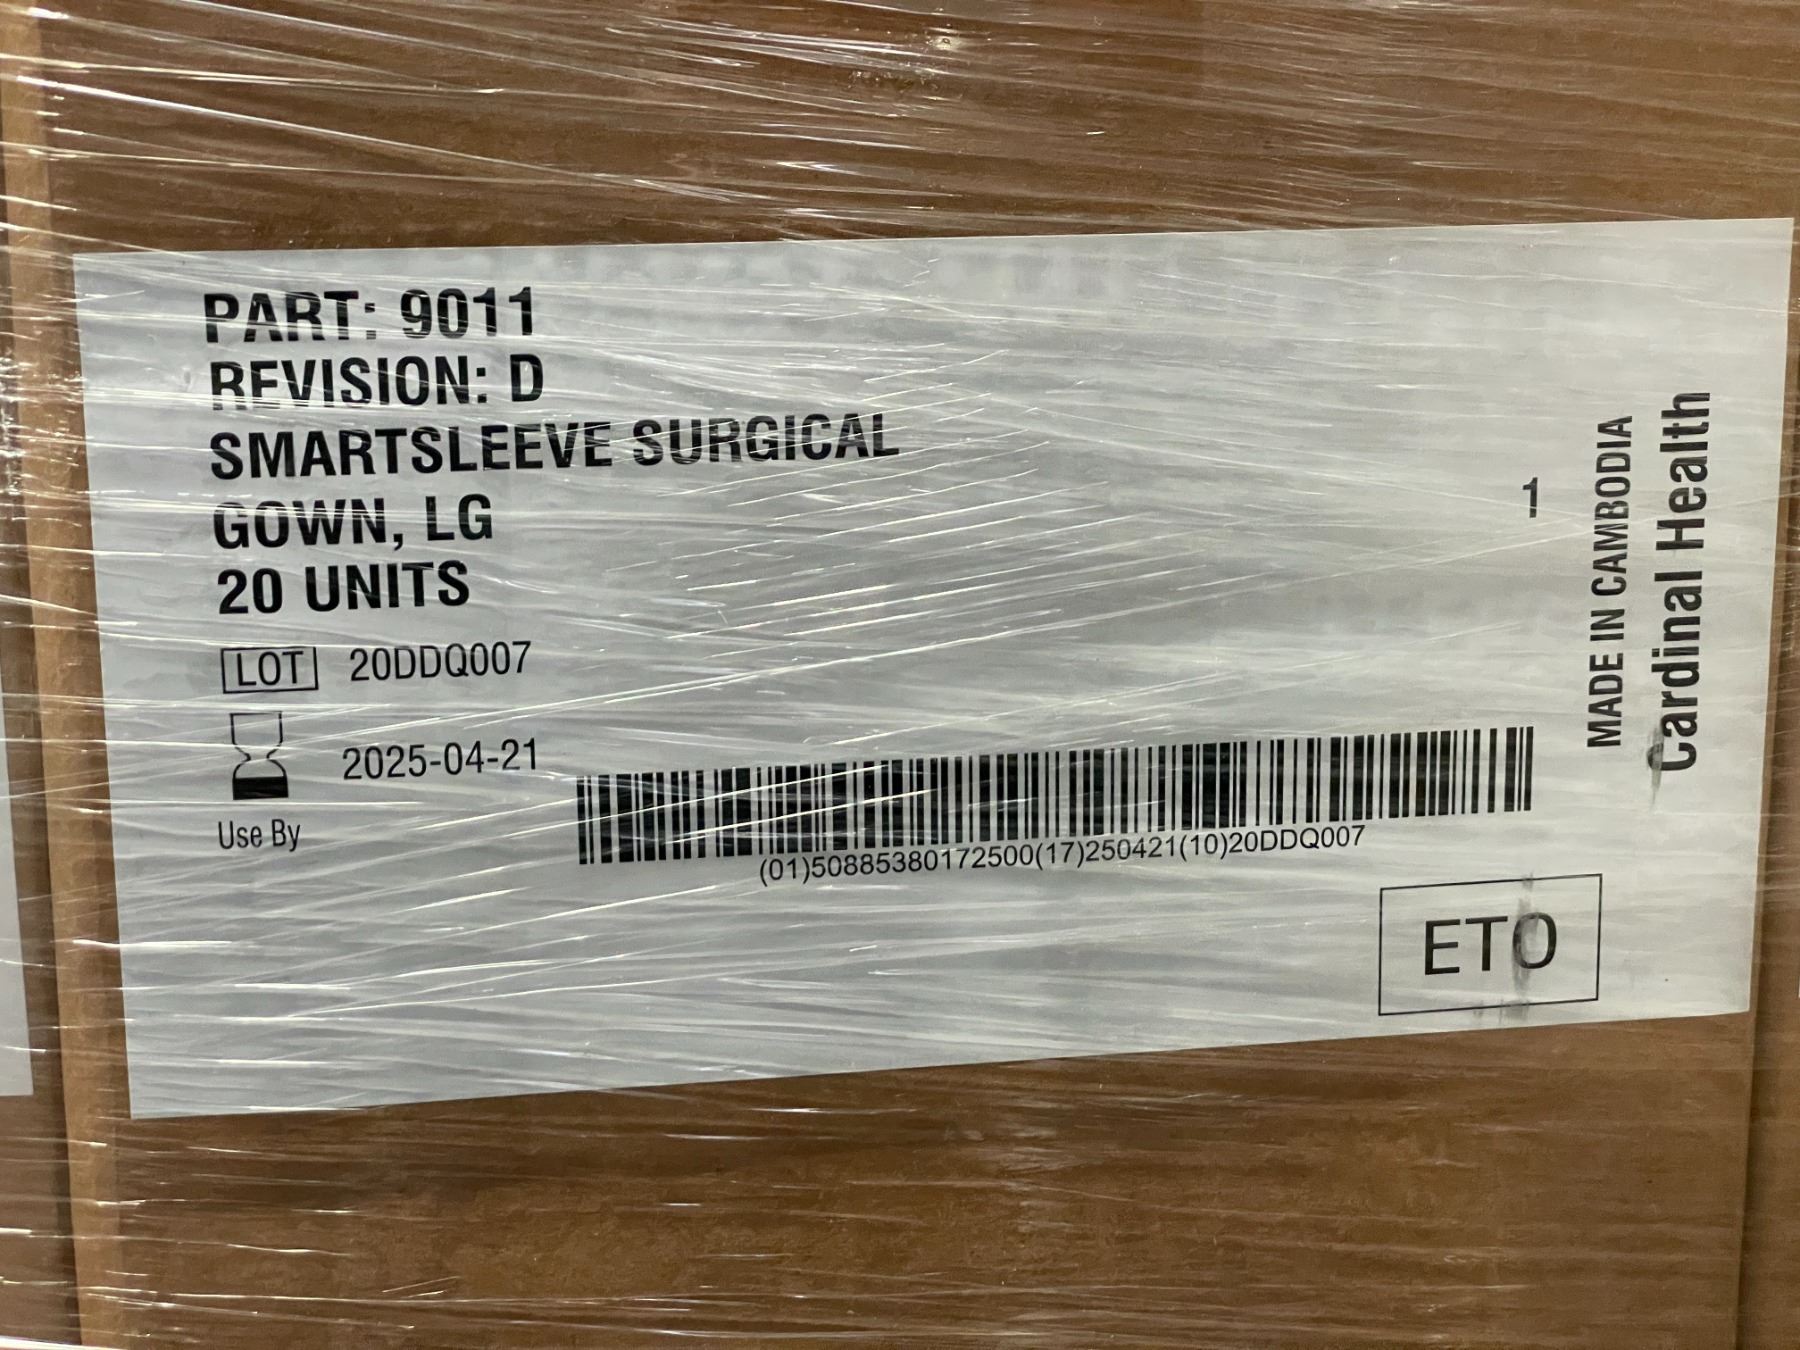 PART: 9011
REVISION: D
SMARTSLEEVE SURGICAL
GOWN, LG
20 UNITS
LOT 20DDQ007
2025-04-21
Use By
(01)50885380172500(17)250421(10)20DDQ007
1
MADE IN CAMBODIA
Cardinal Health
ETO